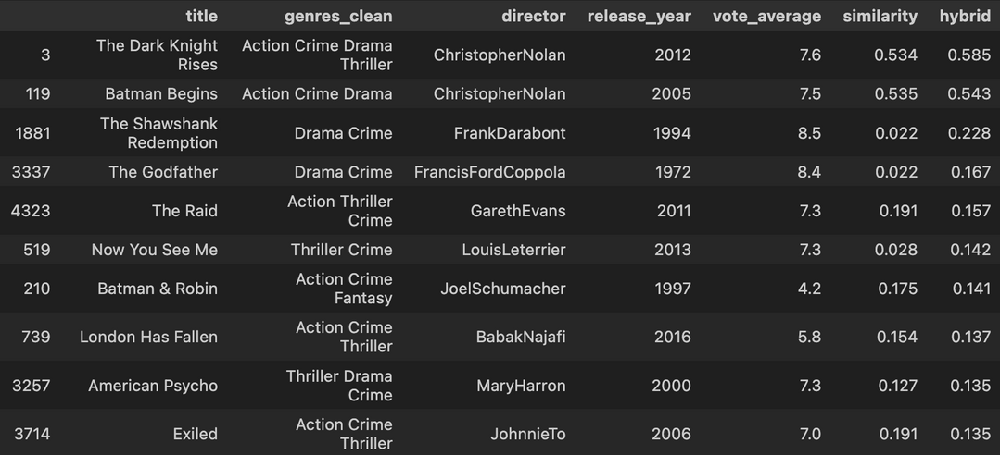 title genres_clean director release_year vote_average similarity hybrid
3 The Dark Knight Rises Action Crime Drama Thriller ChristopherNolan 2012 7.6 0.534 0.585
119 Batman Begins Action Crime Drama ChristopherNolan 2005 7.5 0.535 0.543
1881 The Shawshank Redemption Drama Crime FrankDarabont 1994 8.5 0.022 0.228
3337 The Godfather Drama Crime FrancisFordCoppola 1972 8.4 0.022 0.167
4323 The Raid Action Thriller Crime GarethEvans 2011 7.3 0.191 0.157
519 Now You See Me Thriller Crime LouisLeterrier 2013 7.3 0.028 0.142
210 Batman & Robin Action Crime Fantasy JoelSchumacher 1997 4.2 0.175 0.141
739 London Has Fallen Action Crime Thriller BabakNajafi 2016 5.8 0.154 0.137
3257 American Psycho Thriller Drama Crime MaryHarron 2000 7.3 0.127 0.135
3714 Exiled Action Crime Thriller JohnnieTo 2006 7.0 0.191 0.135